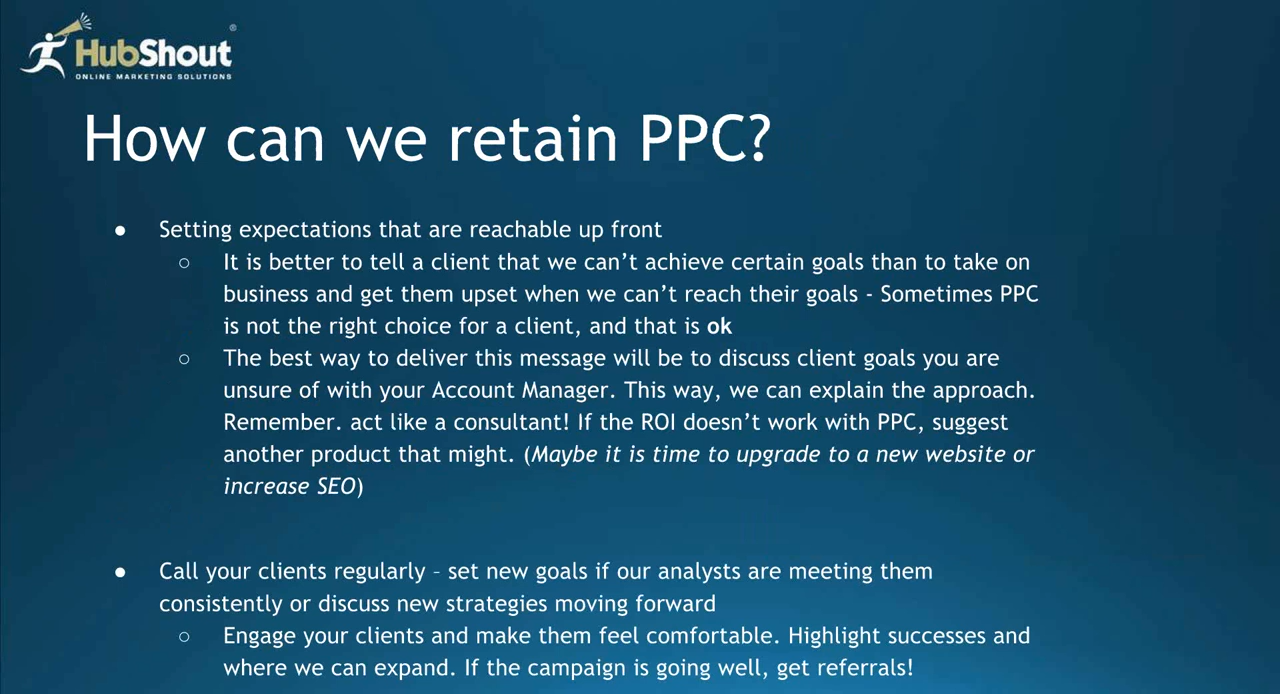 HubShout®
ONLINE MARKETING SOLUTIONS
How can we retain PPC?
● Setting expectations that are reachable up front
○ It is better to tell a client that we can’t achieve certain goals than to take on
business and get them upset when we can’t reach their goals - Sometimes PPC
is not the right choice for a client, and that is ok
○ The best way to deliver this message will be to discuss client goals you are
unsure of with your Account Manager. This way, we can explain the approach.
Remember. act like a consultant! If the ROI doesn’t work with PPC, suggest
another product that might. (Maybe it is time to upgrade to a new website or
increase SEO)
● Call your clients regularly – set new goals if our analysts are meeting them
consistently or discuss new strategies moving forward
○ Engage your clients and make them feel comfortable. Highlight successes and
where we can expand. If the campaign is going well, get referrals!